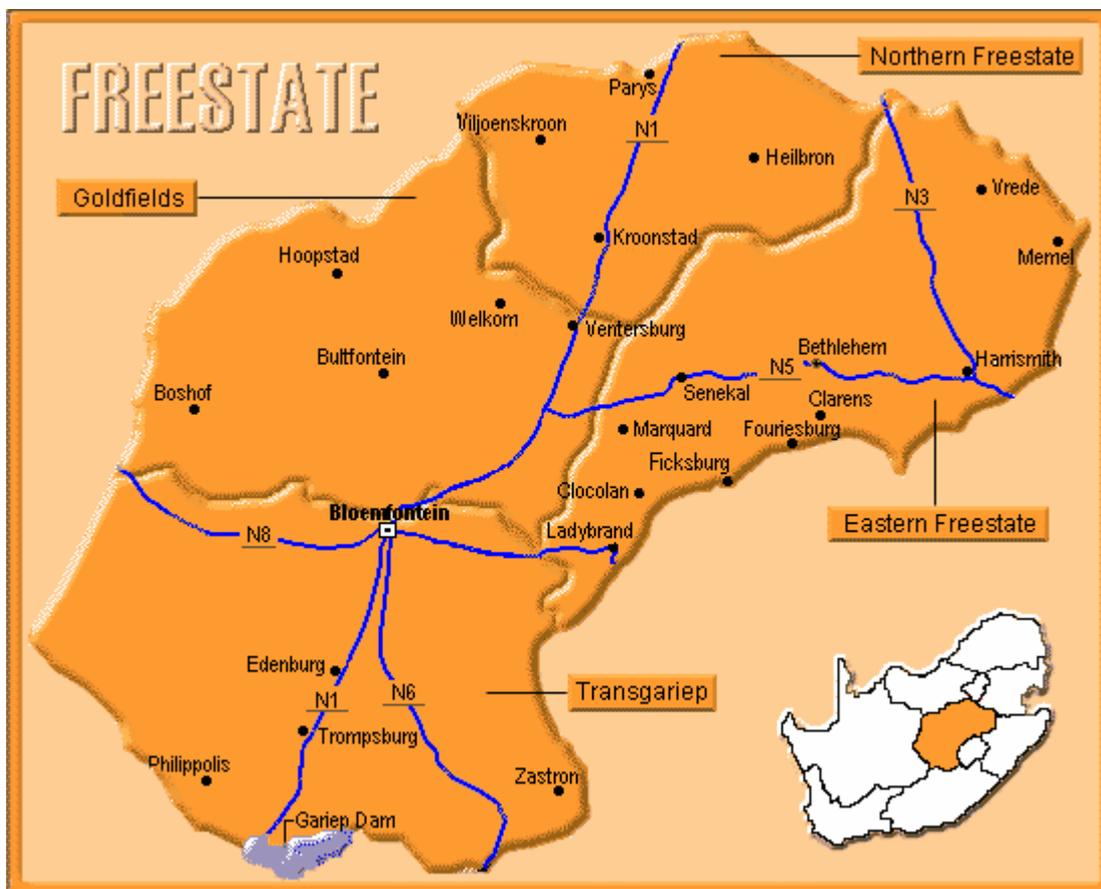 FREESTATE
Northern Freestate
Parys
Viljoenskroon
N1
Heilbron
Goldfields
N3
Vrede
Kroonstad
Hoopstad
Memel
Welkom
Ventersburg
Bultfontein
Bethlehem
N5
Harrismith
Boshof
Senekal
Clarens
Marquard
Fouriesburg
Ficksburg
Clocolan
Bloemfontein
Eastern Freestate
N8
Ladybrand
Edenburg
N1
N6
Transgariep
Trompsburg
Philippolis
Zastron
Gariep Dam